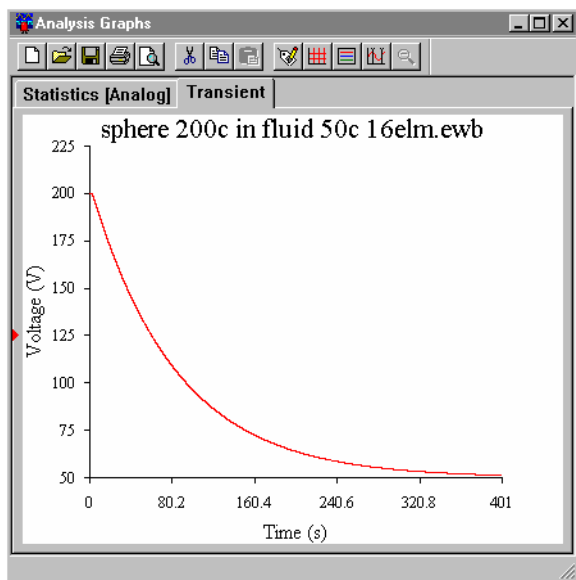 Analysis Graphs
Statistics [Analog] Transient
sphere 200c in fluid 50c 16elm.ewb
225
200
175
150
125
100
75
50
Voltage (V)
0 80.2 160.4 240.6 320.8 401
Time (s)